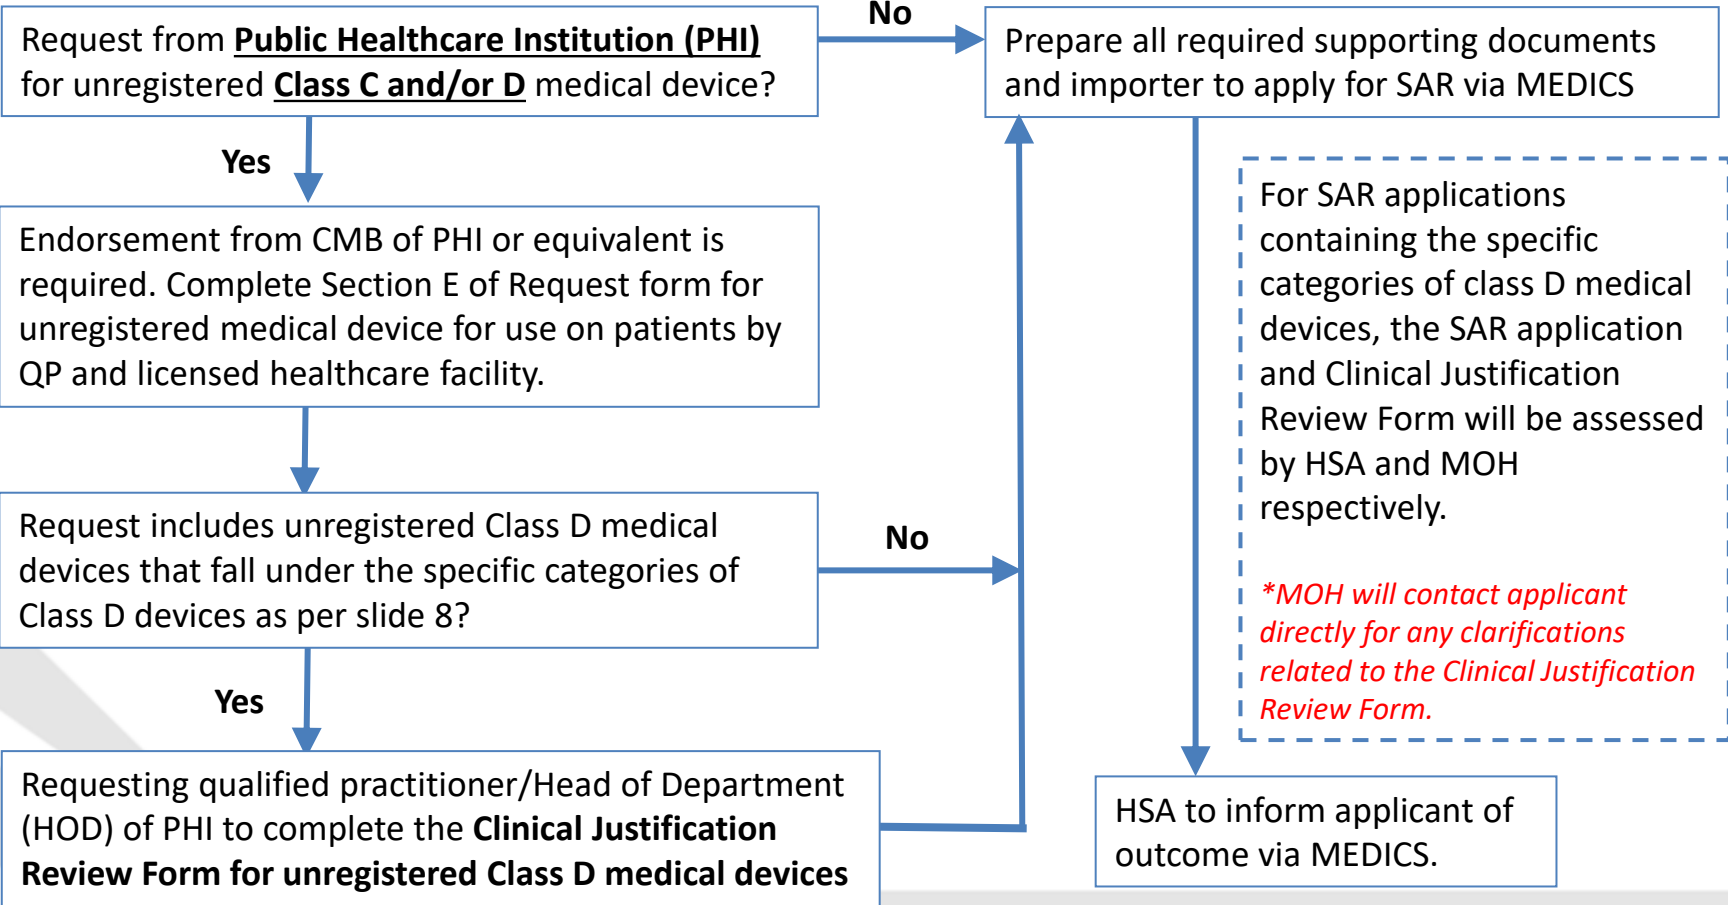 Request from Public Healthcare Institution (PHI)
for unregistered Class C and/or D medical device?
No
Prepare all required supporting documents
and importer to apply for SAR via MEDICS
Yes
Endorsement from CMB of PHI or equivalent is
required. Complete Section E of Request form for
unregistered medical device for use on patients by
QP and licensed healthcare facility.
Request includes unregistered Class D medical
devices that fall under the specific categories of
Class D devices as per slide 8?
No
Yes
Requesting qualified practitioner/Head of Department
(HOD) of PHI to complete the Clinical Justification
Review Form for unregistered Class D medical devices
For SAR applications
containing the specific
categories of class D medical
devices, the SAR application
and Clinical Justification
Review Form will be assessed
by HSA and MOH
respectively.
*MOH will contact applicant
directly for any clarifications
related to the Clinical Justification
Review Form.
HSA to inform applicant of
outcome via MEDICS.